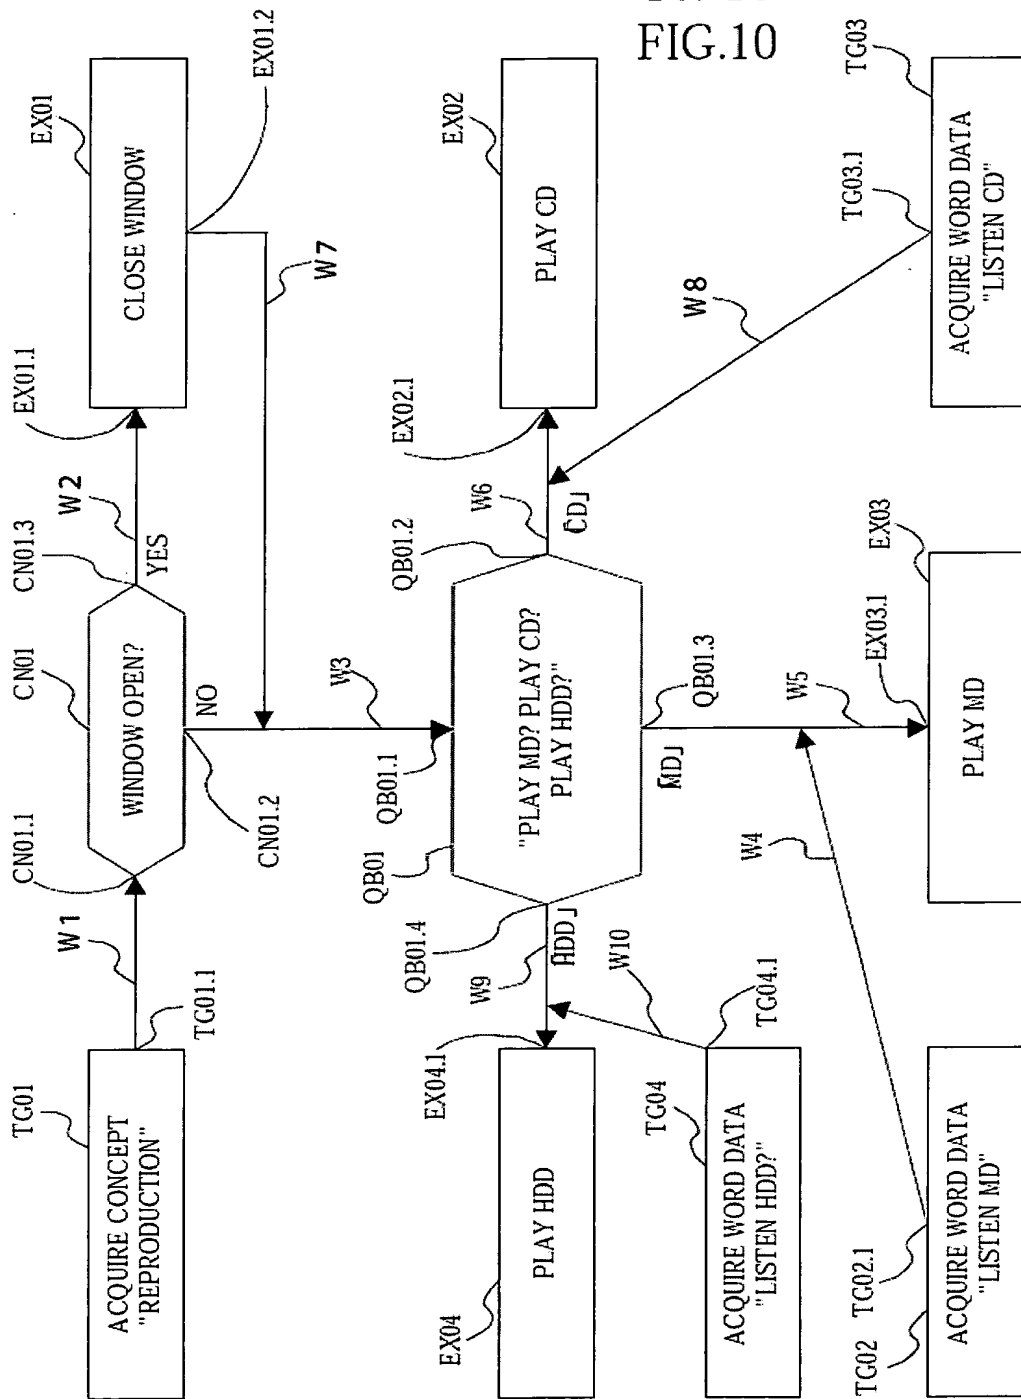 FIG.10
TG01
ACQUIRE CONCEPT
"REPRODUCTION"
TG01.1
W1
CN01.1
CN01
WINDOW OPEN?
CN01.3
YES
NO
CN01.2
W2
EX01.1
EX01
CLOSE WINDOW
EX01.2
W7
W3
QB01.1
QB01
"PLAY MD? PLAY CD?
PLAY HDD?"
QB01.2
QB01.3
QB01.4
「HDD」
W9
EX04.1
EX04
PLAY HDD
W6
「CD」
EX02.1
EX02
PLAY CD
「MD」
W5
EX03.1
EX03
PLAY MD
W10
TG04.1
TG04
ACQUIRE WORD DATA
"LISTEN HDD?"
W4
TG02.1
TG02
ACQUIRE WORD DATA
"LISTEN MD"
W8
TG03.1
TG03
ACQUIRE WORD DATA
"LISTEN CD"